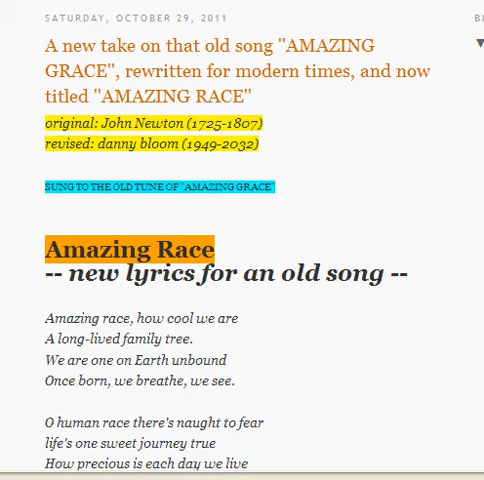 SATURDAY, OCTOBER 29, 2011
A new take on that old song "AMAZING
GRACE", rewritten for modern times, and now
titled "AMAZING RACE"
original: John Newton (1725-1807)
revised: danny bloom (1949-2032)
SUNG TO THE OLD TUNE OF "AMAZING GRACE"
Amazing Race
-- new lyrics for an old song --
Amazing race, how cool we are
A long-lived family tree.
We are one on Earth unbound
Once born, we breathe, we see.
O human race there's naught to fear
life's one sweet journey true
How precious is each day we live